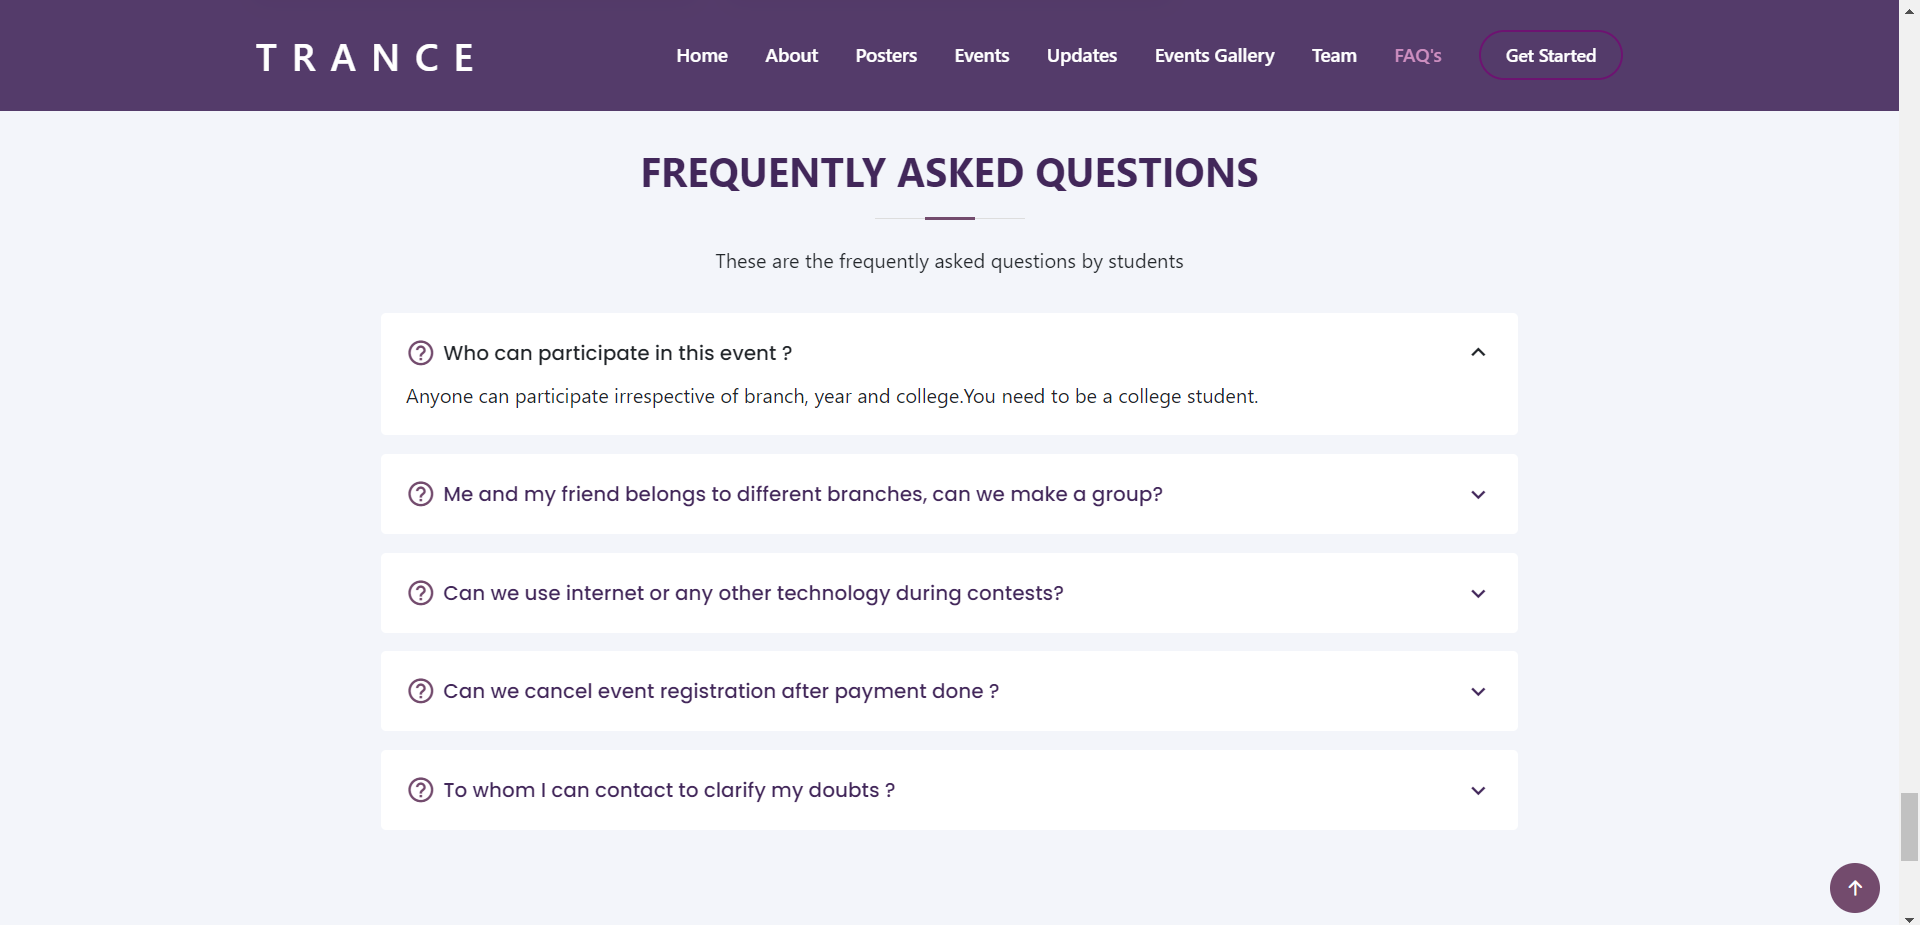 T R A N C E
Home About Posters Events Updates Events Gallery Team FAQ's Get Started
FREQUENTLY ASKED QUESTIONS
These are the frequently asked questions by students
Who can participate in this event ?
Anyone can participate irrespective of branch, year and college.You need to be a college student.
Me and my friend belongs to different branches, can we make a group?
Can we use internet or any other technology during contests?
Can we cancel event registration after payment done ?
To whom I can contact to clarify my doubts ?